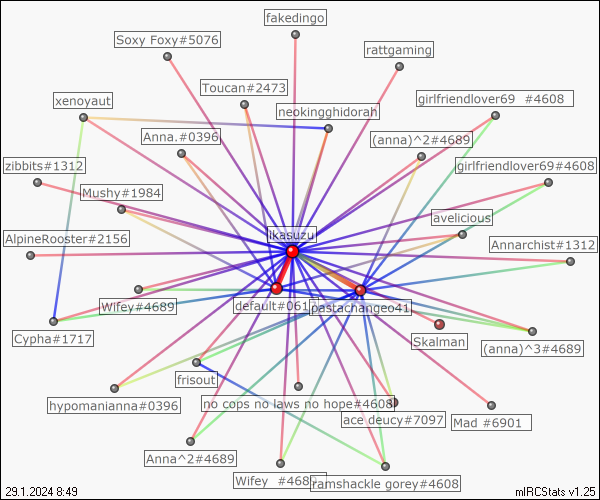 fakedingo
Soxy Foxy#5076
rattgaming
Toucan#2473
xenoyaut
neokingghidorah
girlfriendlover69 #4608
Anna.#0396
(anna)^2#4689
zibbits#1312
girlfriendlover69#4608
Mushy#1984
avelicious
AlpineRooster#2156
ikasuzu
Annarchist#1312
Wifey#4689
default#061
pastachangeo41
Cypha#1717
Skalman
(anna)^3#4689
frisout
hypomanianna#0396
no cops no laws no hope#4608
ace deucy#7097
Mad #6901
Anna^2#4689
Wifey #468
ramshackle gorey#4608
29.1.2024 8:49
mIRCStats v1.25